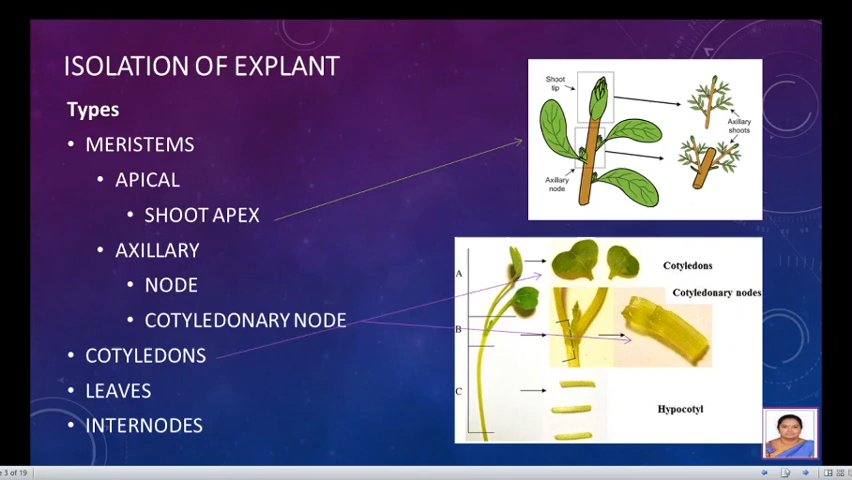 ISOLATION OF EXPLANT
Types
• MERISTEMS
• APICAL
• SHOOT APEX
• AXILLARY
• NODE
• COTYLEDONARY NODE
• COTYLEDONS
• LEAVES
• INTERNODES
Shoot
tip
Axillary
shoots
Axillary
node
A
Cotyledons
Cotyledonary nodes
B
C
Hypocotyl
e 3 of 19